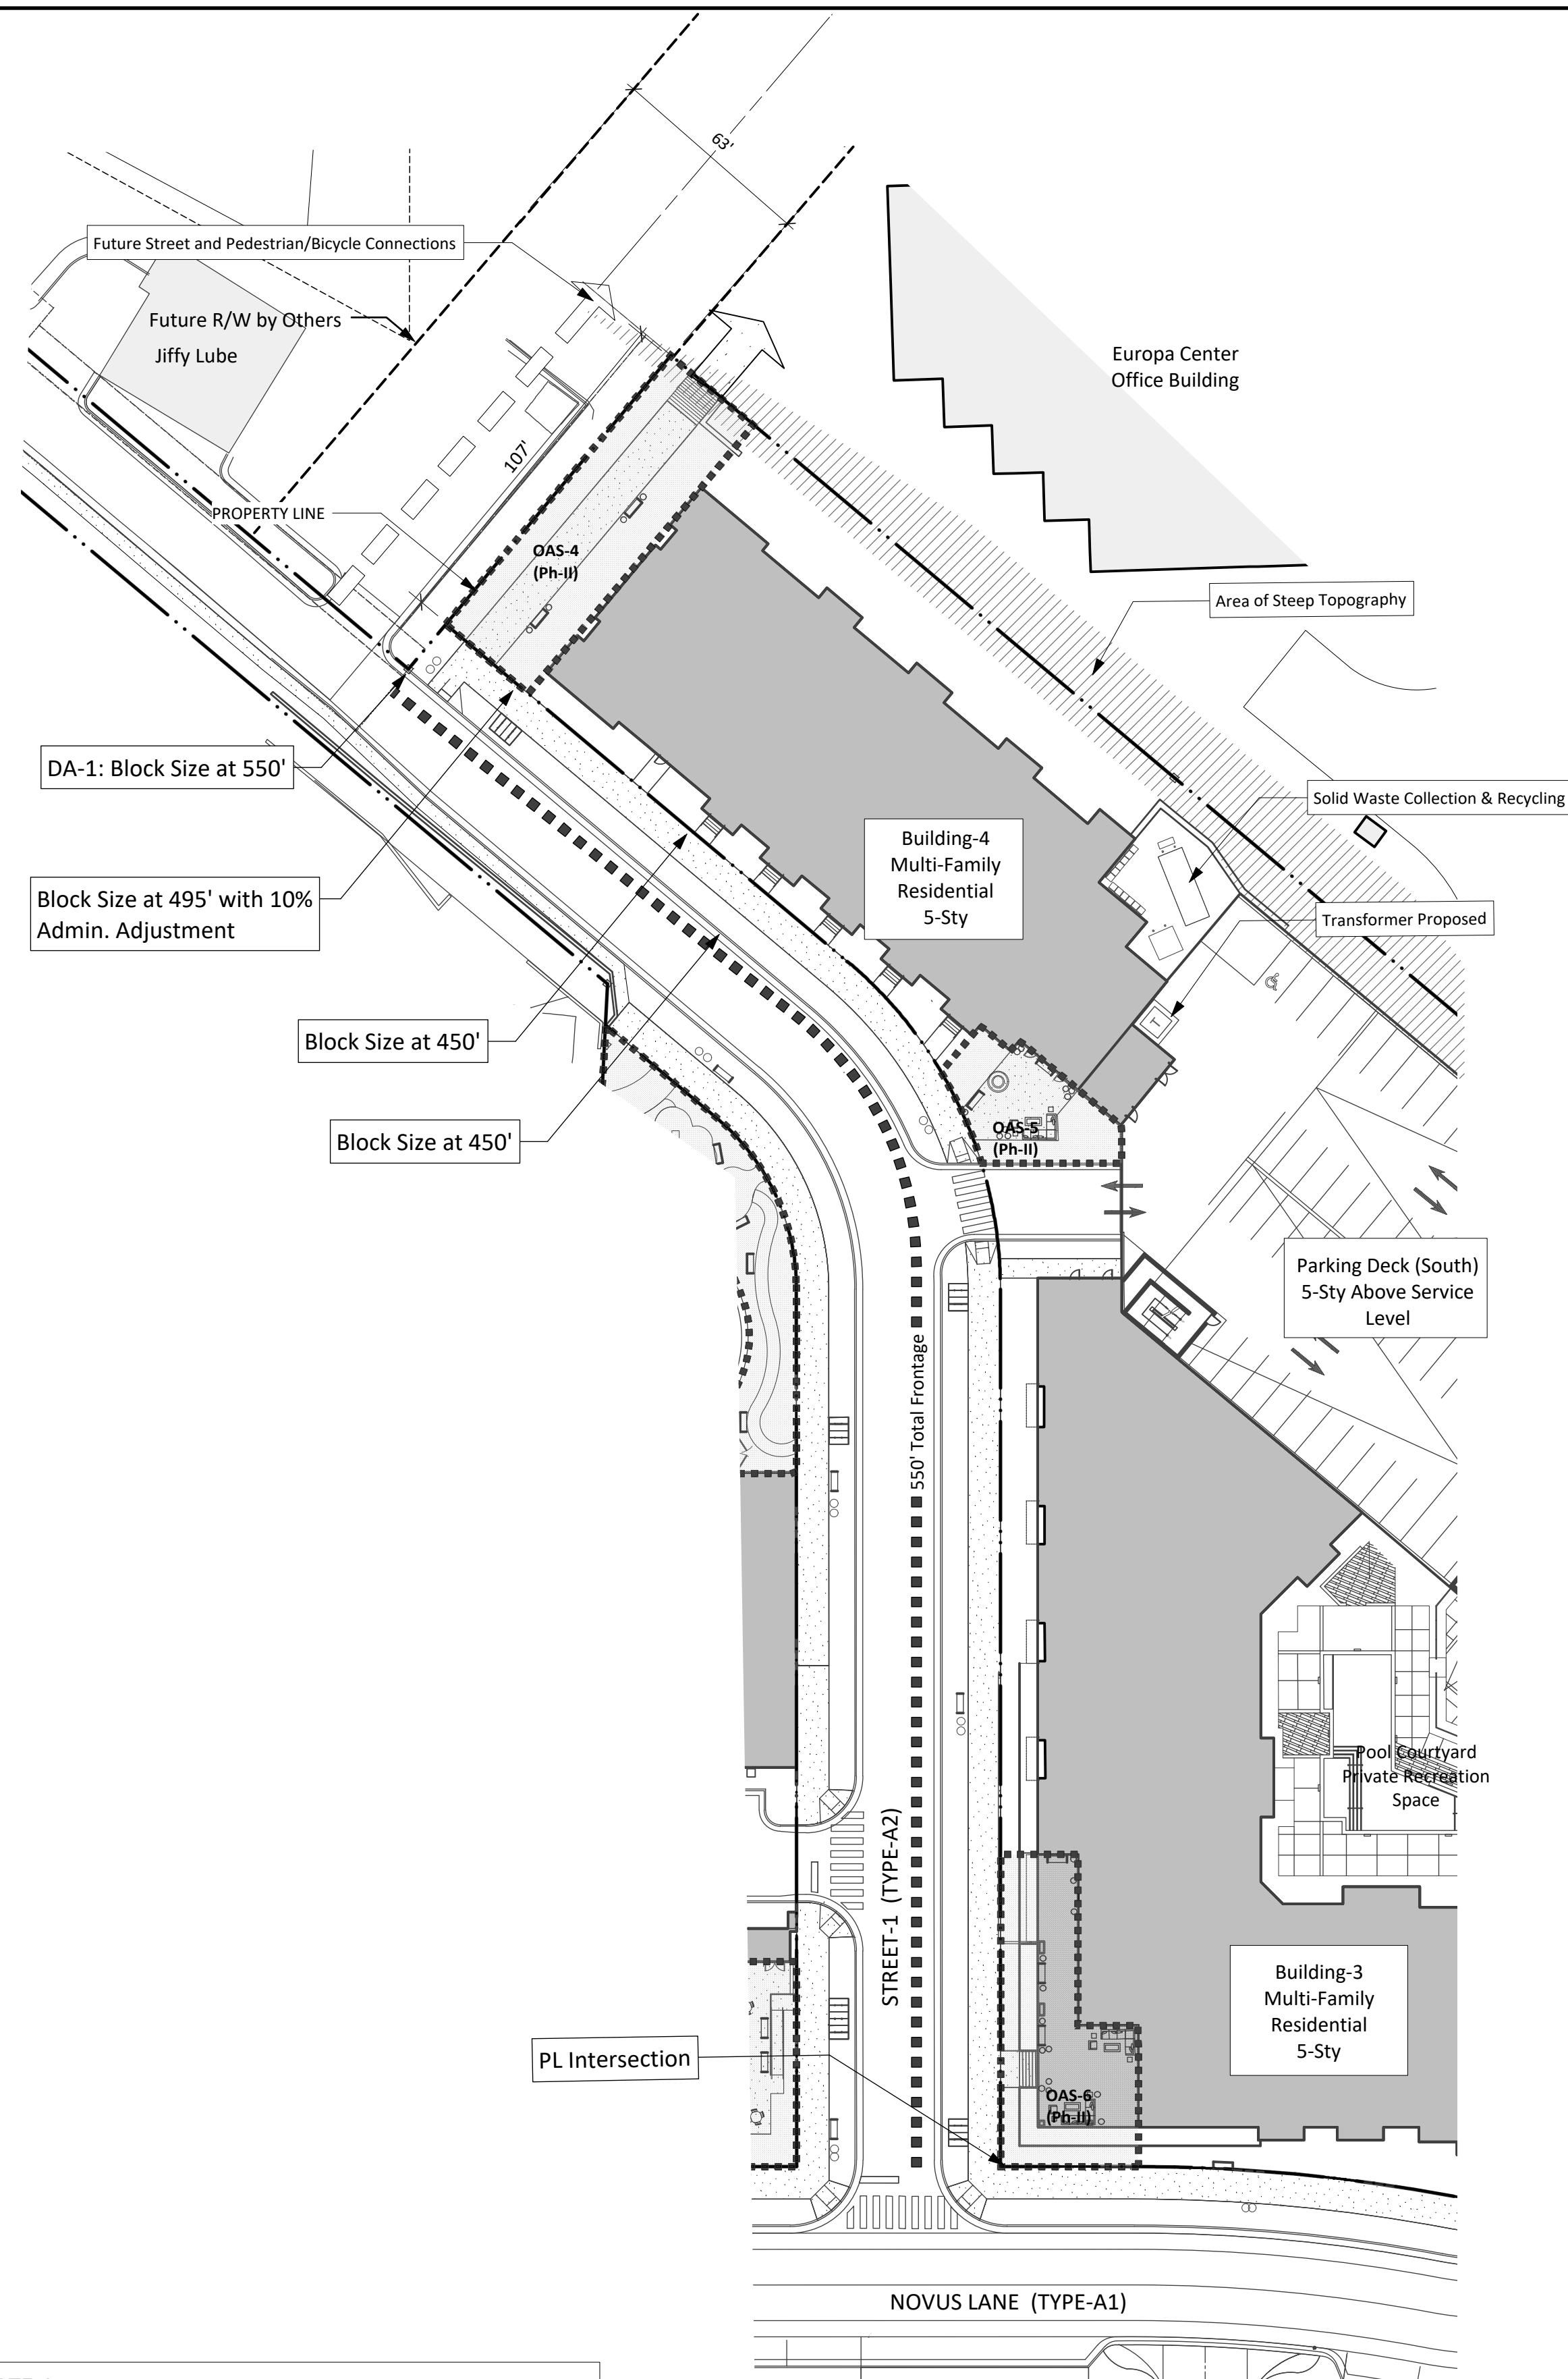 63'
Future Street and Pedestrian/Bicycle Connections
Future R/W by Others
Jiffy Lube
Europa Center
Office Building
107'
PROPERTY LINE
OAS-4
(Ph-II)
Area of Steep Topography
DA-1: Block Size at 550'
Solid Waste Collection & Recycling
Building-4
Multi-Family
Residential
5-Sty
Block Size at 495' with 10%
Admin. Adjustment
Transformer Proposed
T
Block Size at 450'
Block Size at 450'
OAS-5
(Ph-II)
Parking Deck (South)
5-Sty Above Service
Level
550' Total Frontage
Pool Courtyard
Private Recreation
Space
STREET-1 (TYPE-A2)
Building-3
Multi-Family
Residential
5-Sty
PL Intersection
OAS-6
(Ph-II)
NOVUS LANE (TYPE-A1)